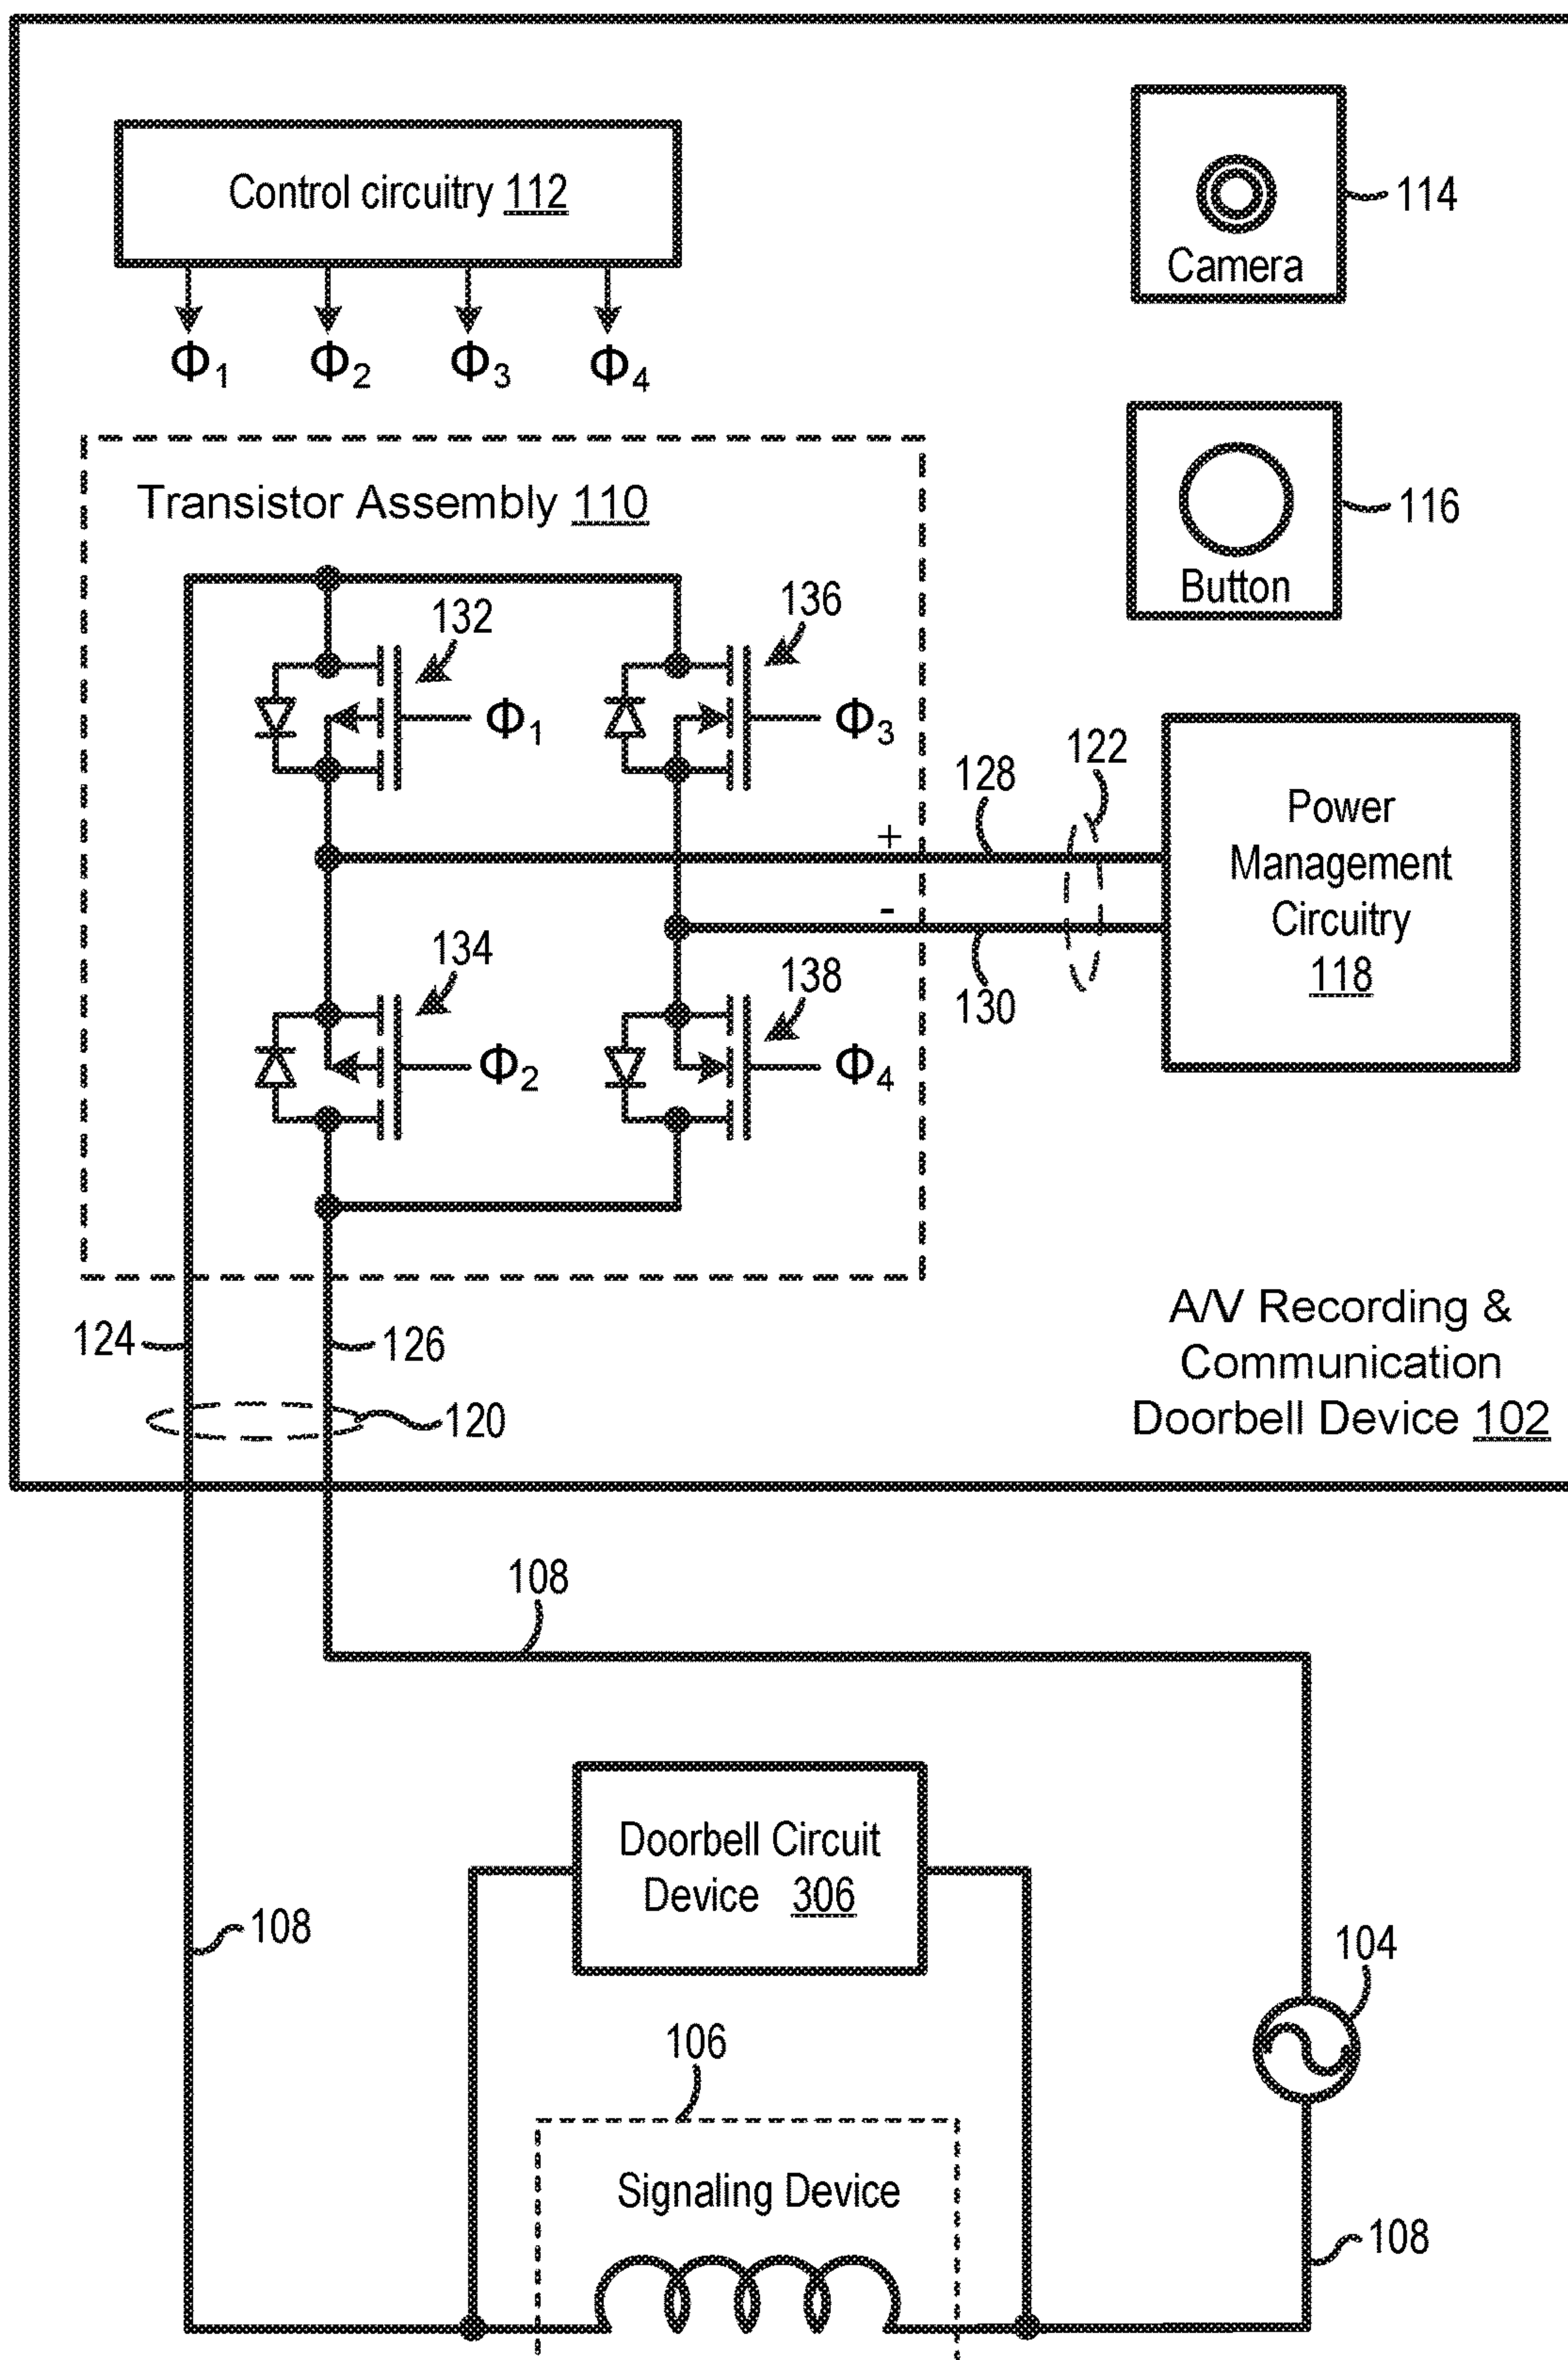 Control circuitry 112
Φ1
Φ2
Φ3
Φ4
Camera
114
Button
116
Transistor Assembly 110
132
Φ1
136
Φ3
134
Φ2
138
Φ4
+
-
128
122
130
Power
Management
Circuitry
118
124
126
120
A/V Recording &
Communication
Doorbell Device 102
108
Doorbell Circuit
Device 306
108
104
106
Signaling Device
108